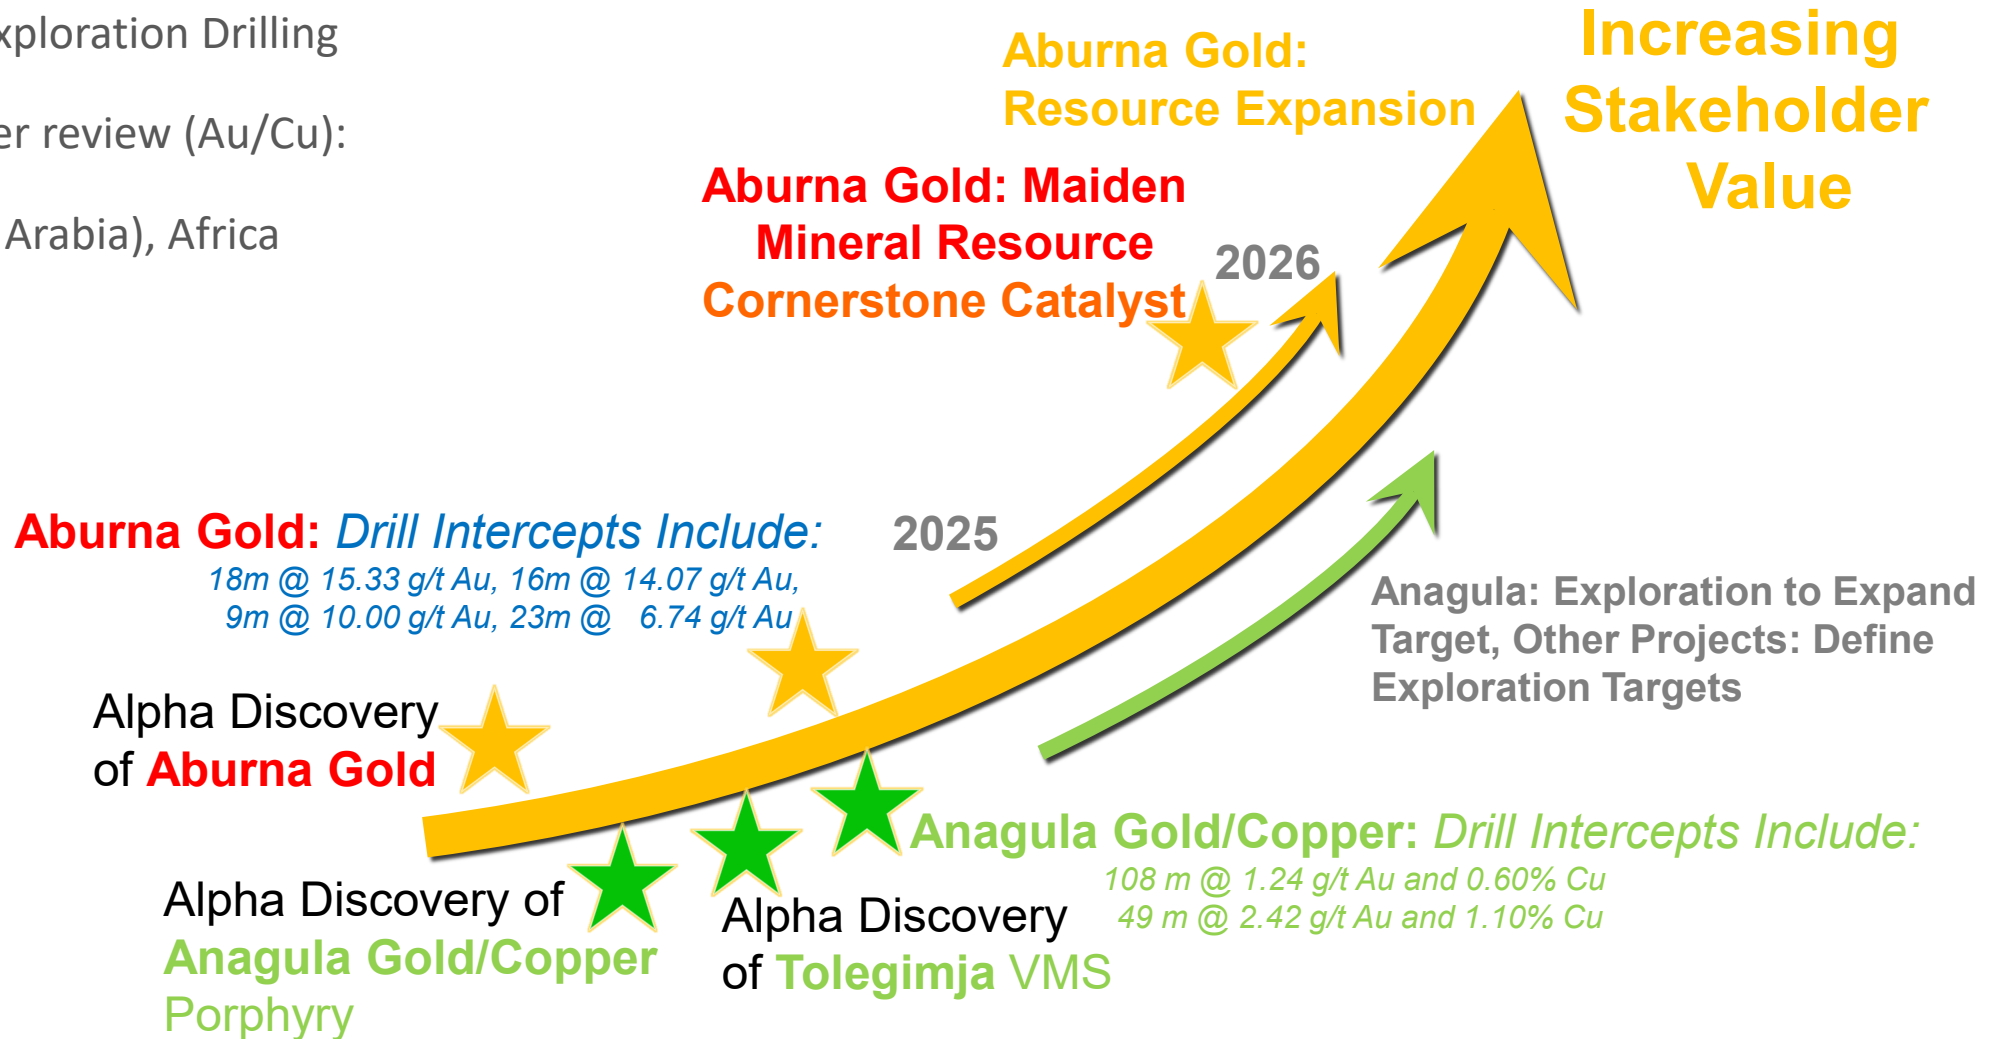 xploration Drilling
er review (Au/Cu):
Arabia), Africa
Increasing
Stakeholder
Value
Aburna Gold:
Resource Expansion
Aburna Gold: Maiden
Mineral Resource
Cornerstone Catalyst
2026
Aburna Gold: Drill Intercepts Include:
18m @ 15.33 g/t Au, 16m @ 14.07 g/t Au,
9m @ 10.00 g/t Au, 23m @ 6.74 g/t Au
2025
Anagula: Exploration to Expand
Target, Other Projects: Define
Exploration Targets
Alpha Discovery
of Aburna Gold
Anagula Gold/Copper: Drill Intercepts Include:
108 m @ 1.24 g/t Au and 0.60% Cu
49 m @ 2.42 g/t Au and 1.10% Cu
Alpha Discovery of
Anagula Gold/Copper
Porphyry
Alpha Discovery
of Tolegimja VMS